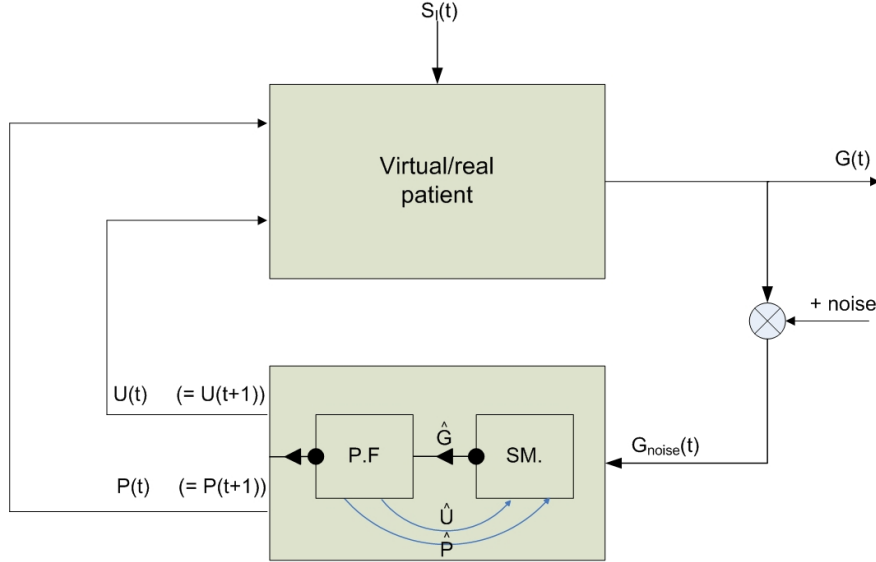 S_I(t)
Virtual/real
patient
G(t)
+ noise
U(t) (= U(t+1))
Ĝ
P.F
SM.
G_noise(t)
P(t) (= P(t+1))
Û
P̂